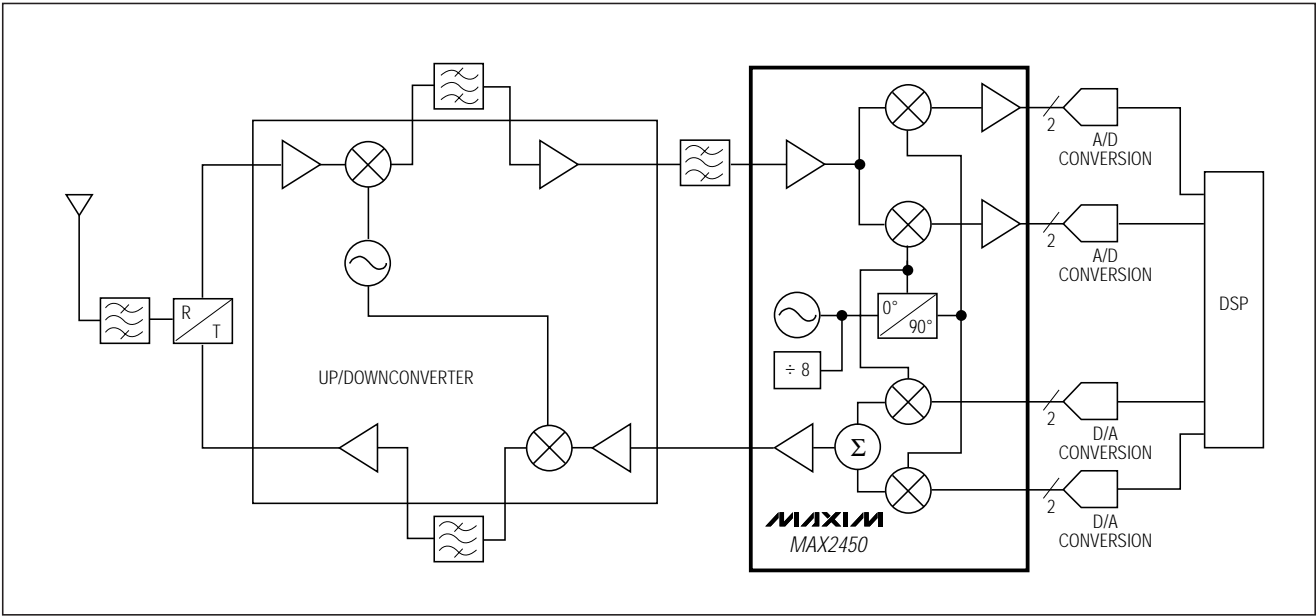 2
A/D
CONVERSION
2
A/D
CONVERSION
R
T
0°
90°
DSP
÷ 8
UP/DOWNCONVERTER
2
D/A
CONVERSION
Σ
2
D/A
CONVERSION
MAXIM
MAX2450